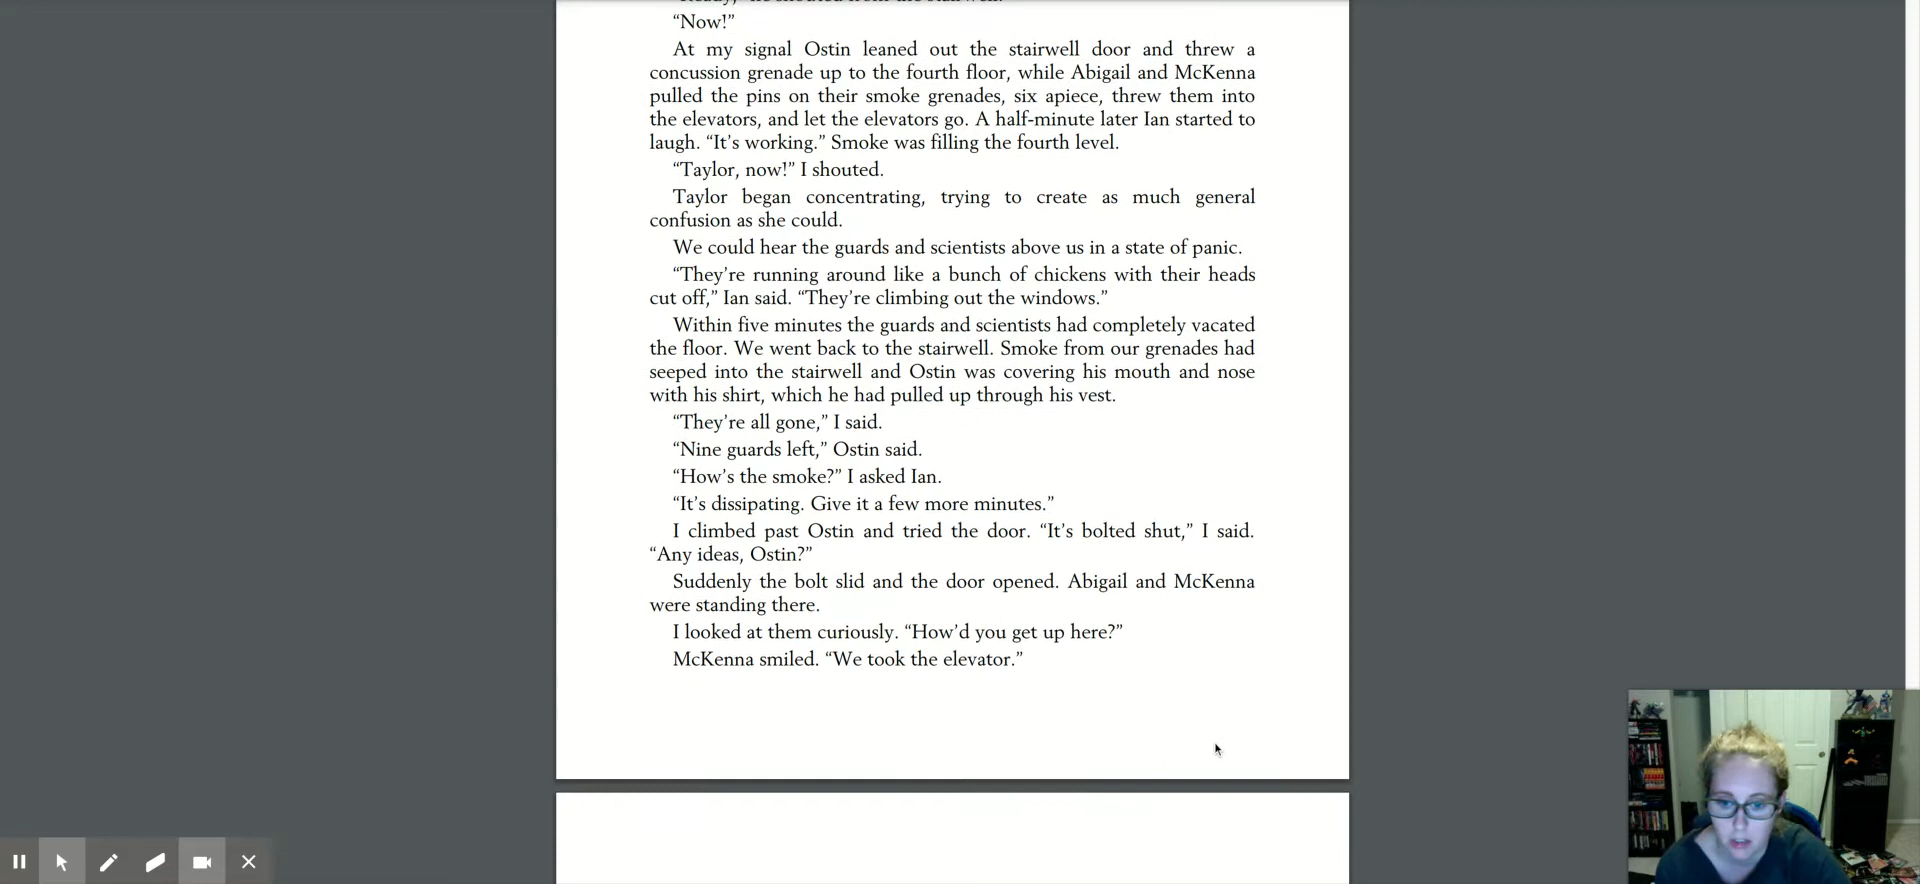 “Now!”
At my signal Ostin leaned out the stairwell door and threw a
concussion grenade up to the fourth floor, while Abigail and McKenna
pulled the pins on their smoke grenades, six apiece, threw them into
the elevators, and let the elevators go. A half-minute later Ian started to
laugh. “It’s working.” Smoke was filling the fourth level.
“Taylor, now!” I shouted.
Taylor began concentrating, trying to create as much general
confusion as she could.
We could hear the guards and scientists above us in a state of panic.
“They’re running around like a bunch of chickens with their heads
cut off,” Ian said. “They’re climbing out the windows.”
Within five minutes the guards and scientists had completely vacated
the floor. We went back to the stairwell. Smoke from our grenades had
seeped into the stairwell and Ostin was covering his mouth and nose
with his shirt, which he had pulled up through his vest.
“They’re all gone,” I said.
“Nine guards left,” Ostin said.
“How’s the smoke?” I asked Ian.
“It’s dissipating. Give it a few more minutes.”
I climbed past Ostin and tried the door. “It’s bolted shut,” I said.
“Any ideas, Ostin?”
Suddenly the bolt slid and the door opened. Abigail and McKenna
were standing there.
I looked at them curiously. “How’d you get up here?”
McKenna smiled. “We took the elevator.”